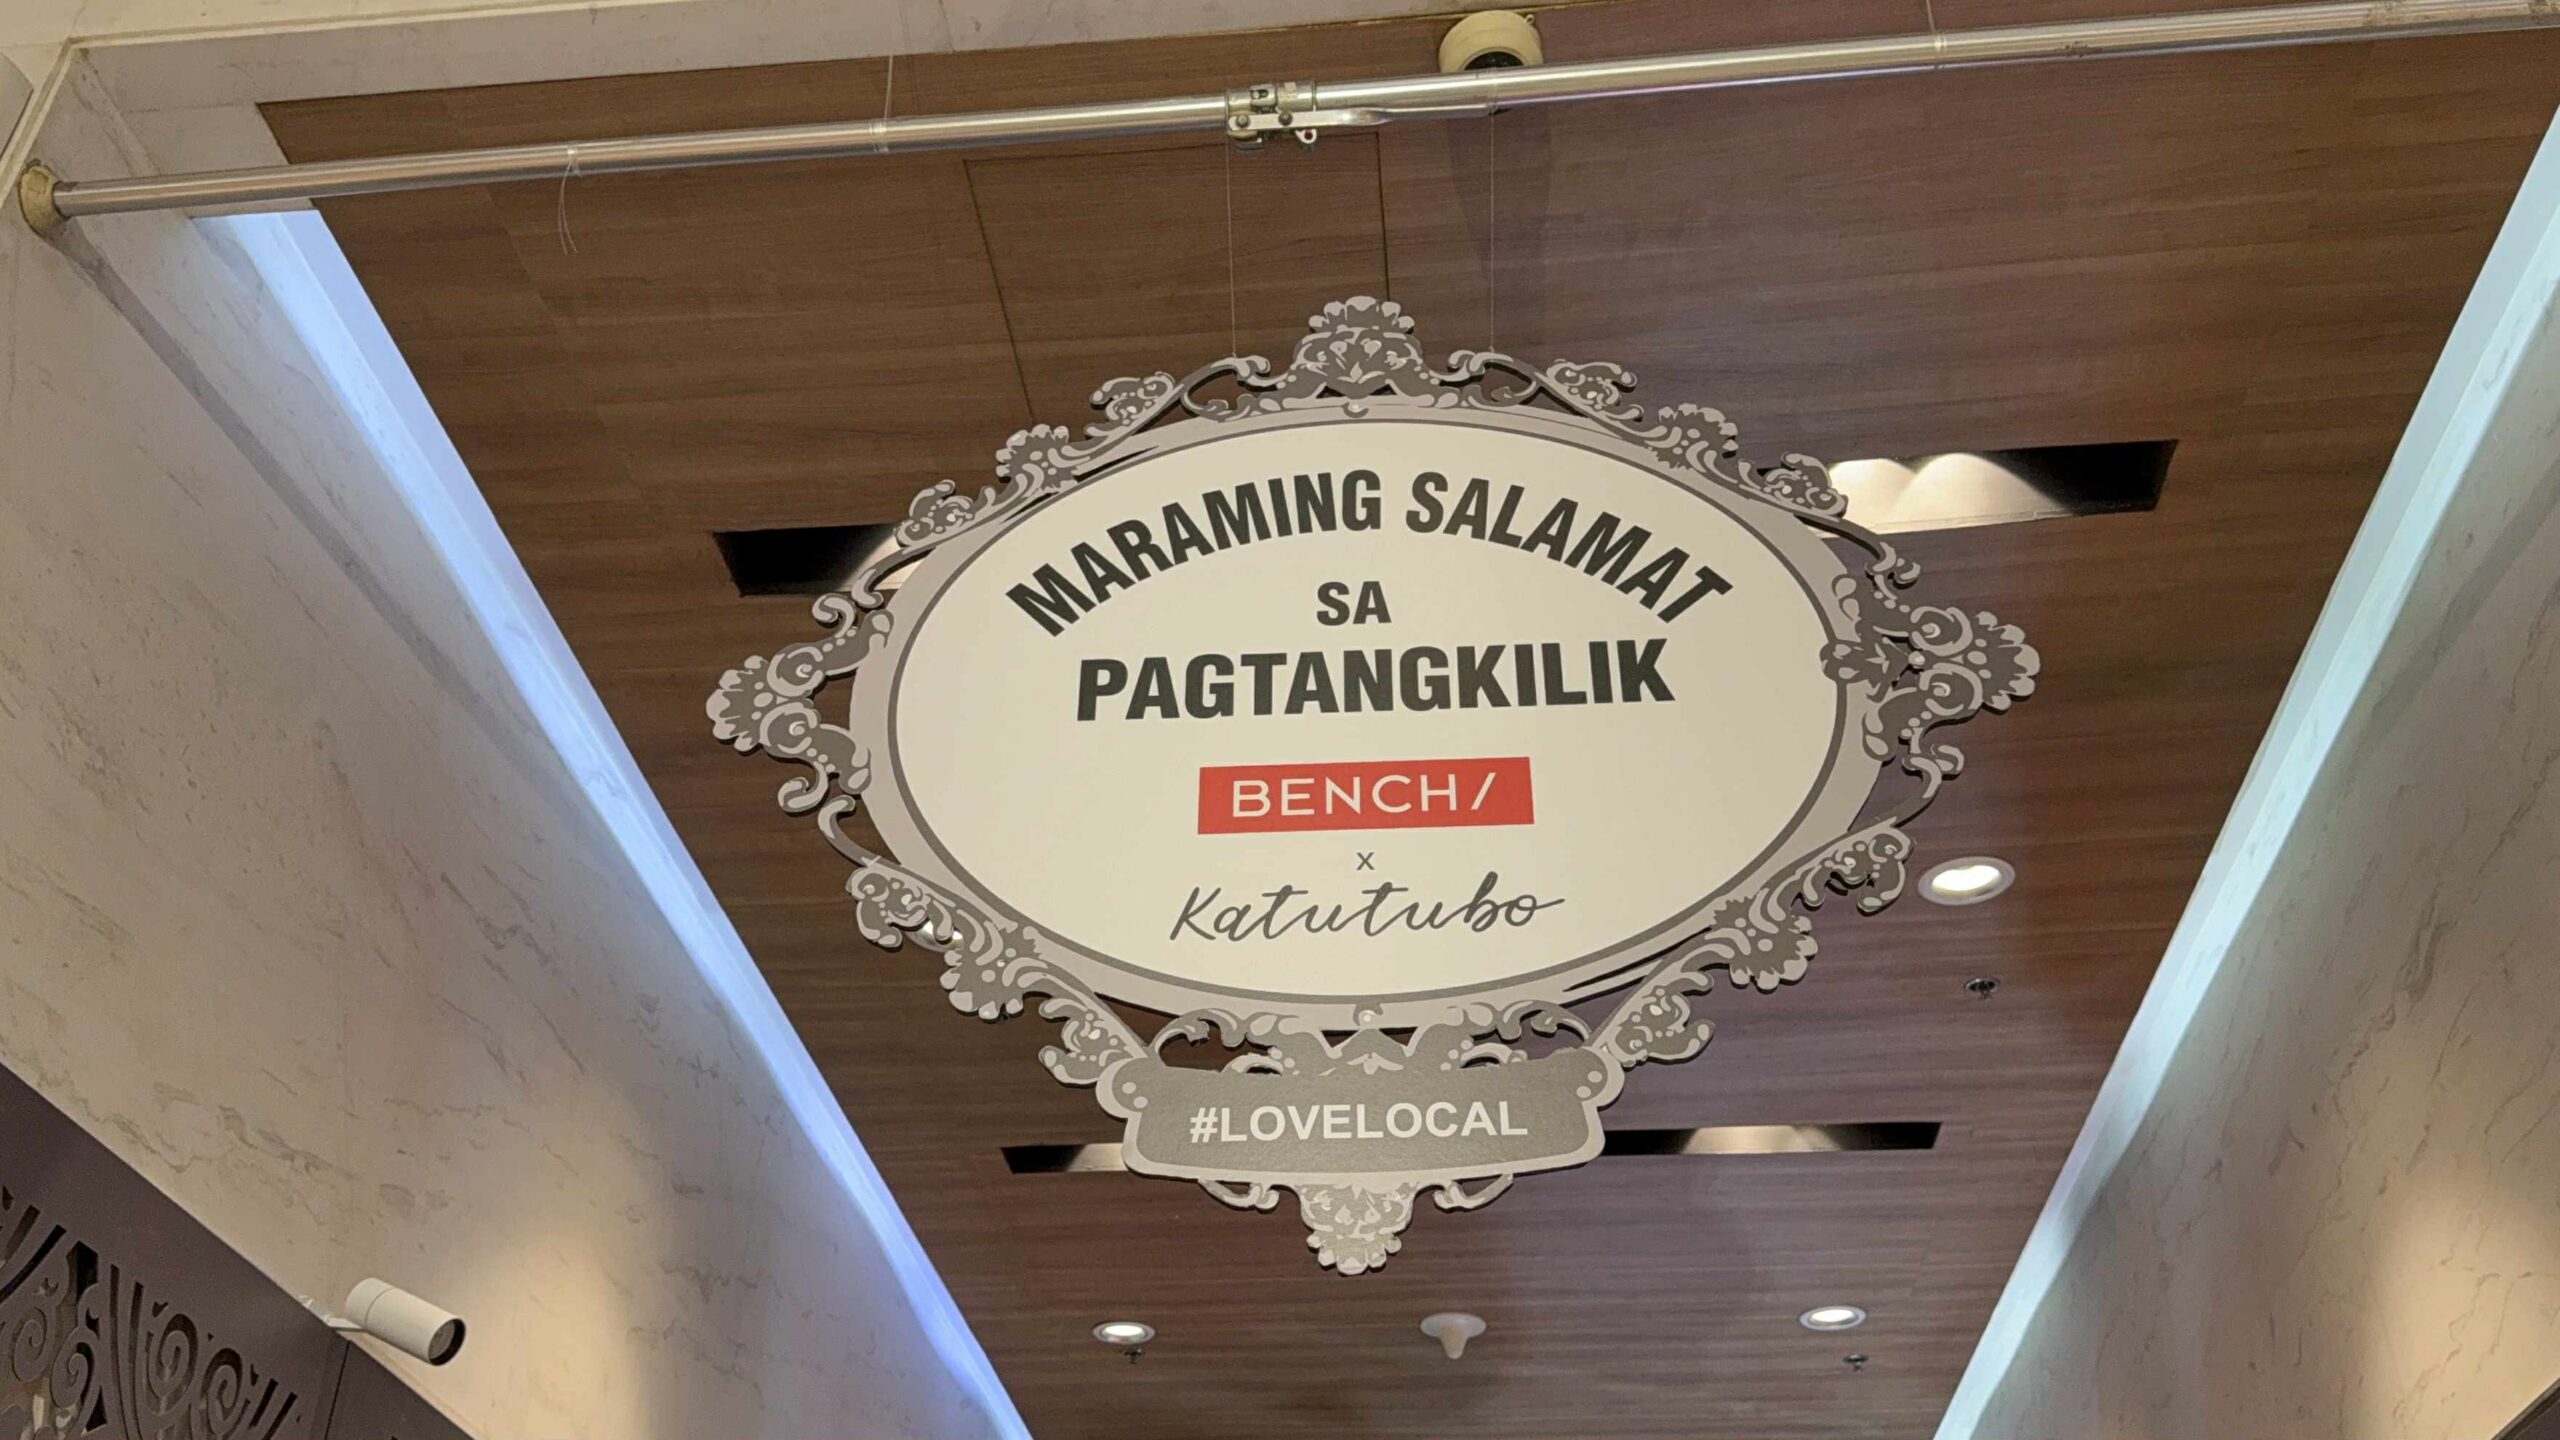 MARAMING SALAMAT
SA
PAGTANGKILIK
BENCH/
x
Katutubo
#LOVELOCAL